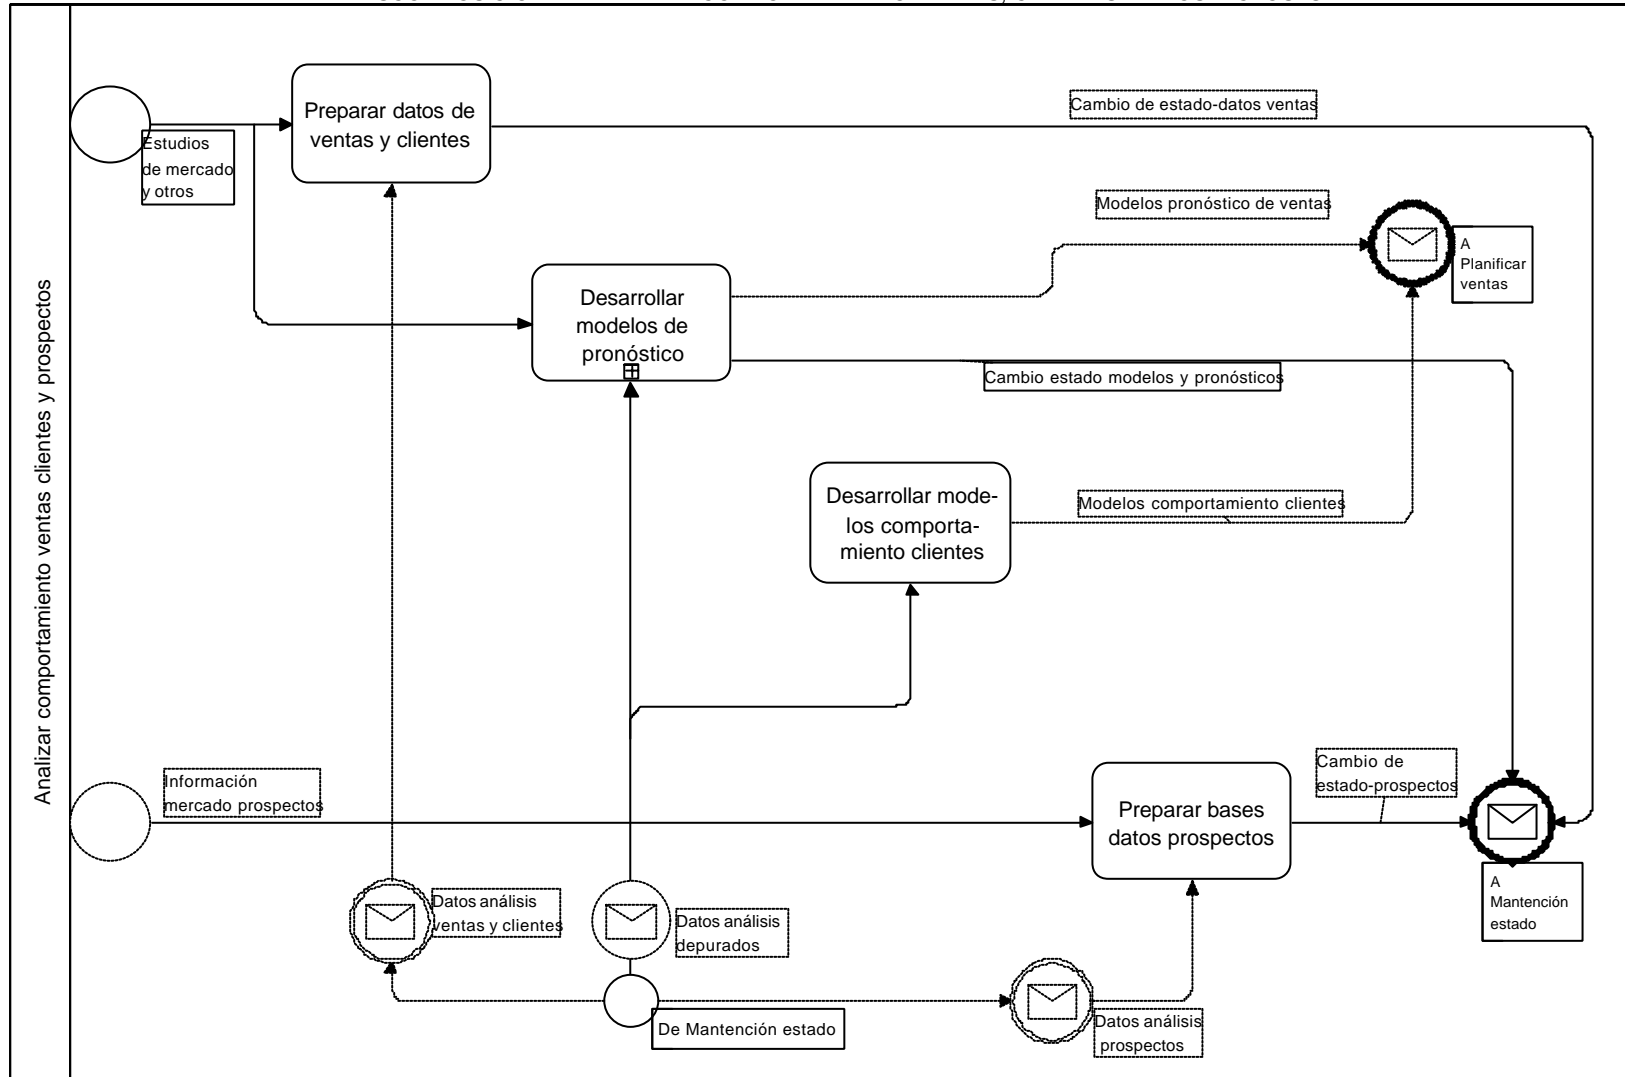 Analizar comportamiento ventas clientes y prospectos
Preparar datos de
ventas y clientes
Cambio de estado-datos ventas
Estudios
de mercado
y otros
Modelos pronóstico de ventas
A
Planificar
ventas
Desarrollar
modelos de
pronóstico
Cambio estado modelos y pronósticos
Desarrollar mode-
los comporta-
miento clientes
Modelos comportamiento clientes
Información
mercado prospectos
Preparar bases
datos prospectos
Cambio de
estado-prospectos
A
Mantención
estado
Datos análisis
ventas y clientes
Datos análisis
depurados
De Mantención estado
Datos análisis
prospectos